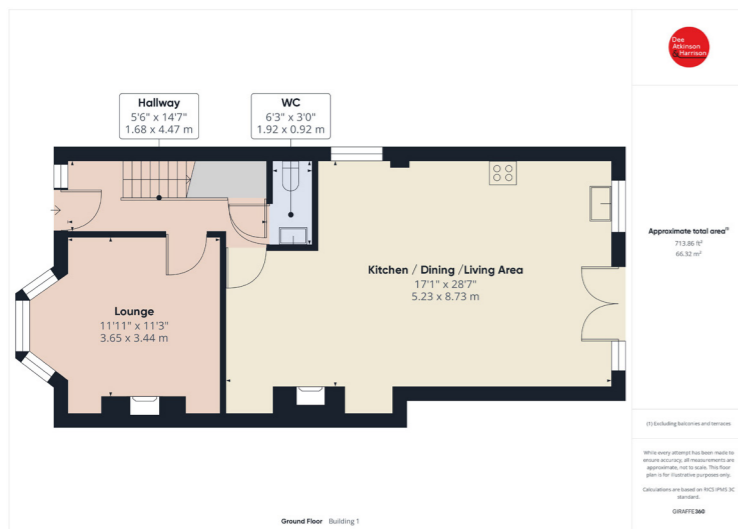 Hallway
5'6" x 14'7"
1.68 x 4.47 m
WC
6'3" x 3'0"
1.92 x 0.92 m
Kitchen / Dining /Living Area
17'1" x 28'7"
5.23 x 8.73 m
Lounge
11'11" x 11'3"
3.65 x 3.44 m
Ground Floor Building 1
Dee
Atkinson
& Harrison
Approximate total area⁽¹⁾
713.86 ft²
66.32 m²
(1) Excluding balconies and terraces
While every attempt has been made to
ensure accuracy, all measurements are
approximate, not to scale. This floor
plan is for illustrative purposes only.
Calculations are based on RICS IPMS 3C
standard.
GIRAFFE360